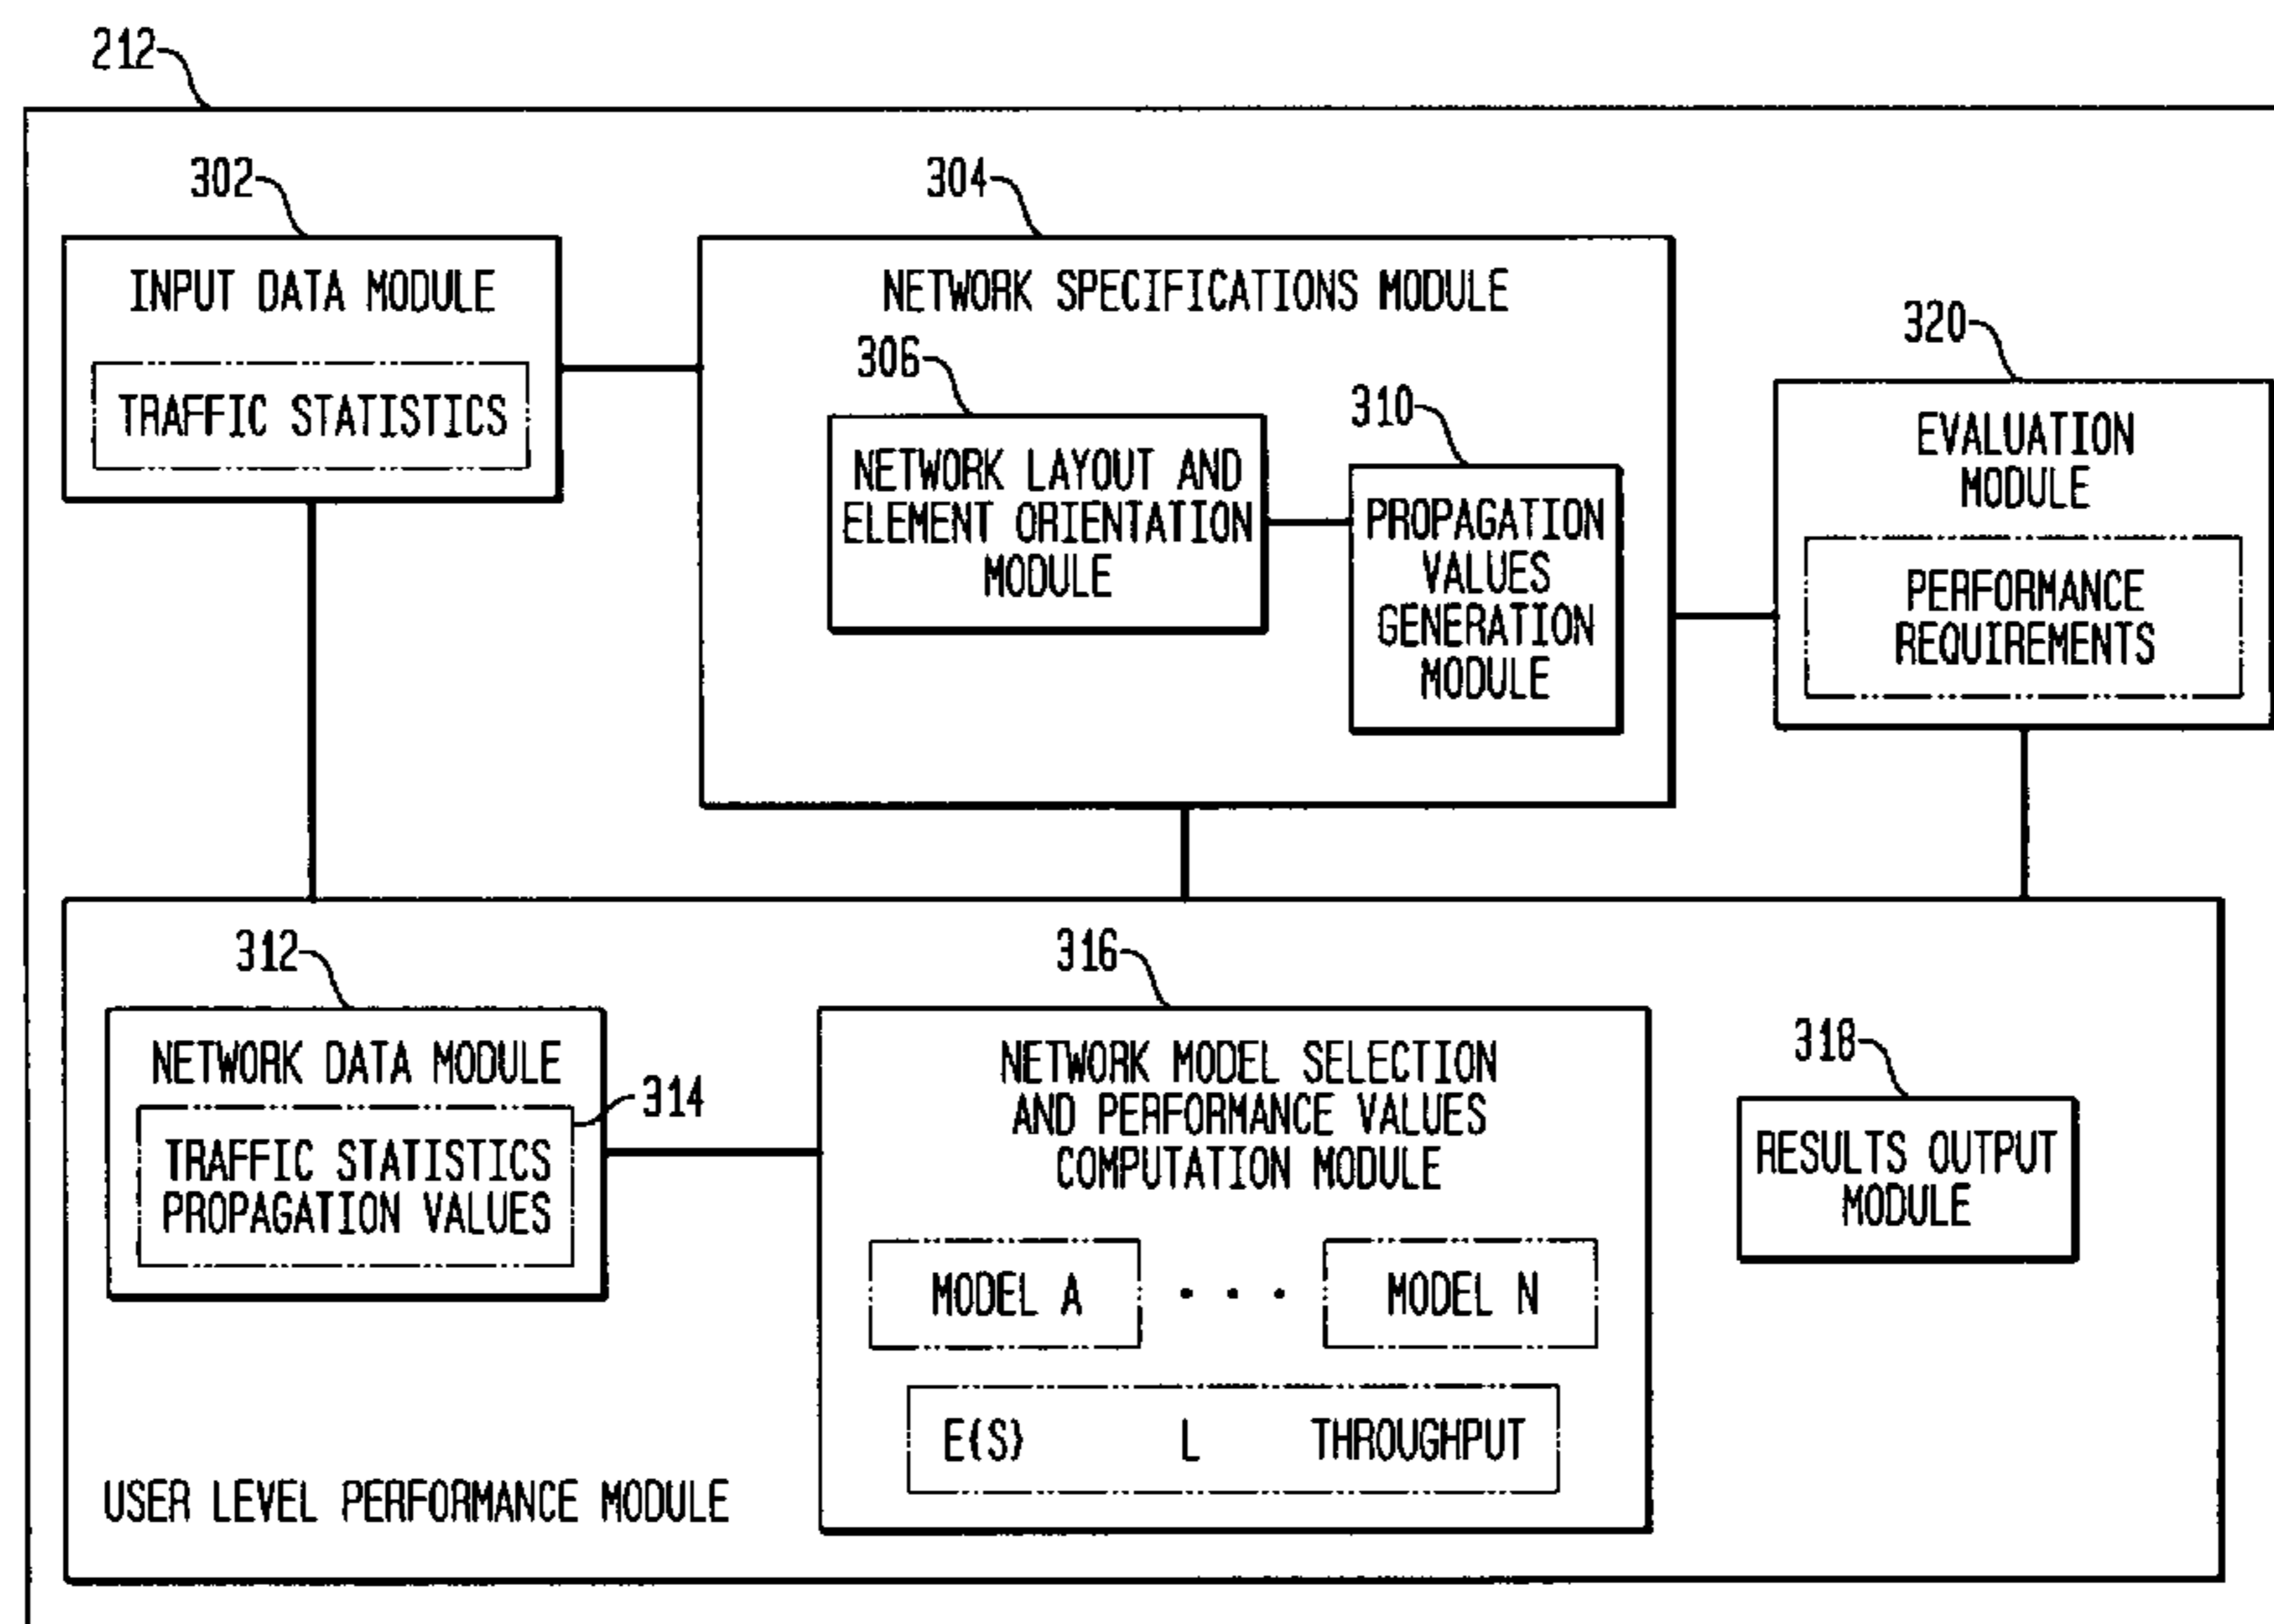 212
302
304
INPUT DATA MODULE
TRAFFIC STATISTICS
NETWORK SPECIFICATIONS MODULE
306
NETWORK LAYOUT AND
ELEMENT ORIENTATION
MODULE
310
PROPAGATION
VALUES
GENERATION
MODULE
320
EVALUATION
MODULE
PERFORMANCE
REQUIREMENTS
312
NETWORK DATA MODULE
314
TRAFFIC STATISTICS
PROPAGATION VALUES
316
NETWORK MODEL SELECTION
AND PERFORMANCE VALUES
COMPUTATION MODULE
MODEL A . . . MODEL N
E(S) L THROUGHPUT
318
RESULTS OUTPUT
MODULE
USER LEVEL PERFORMANCE MODULE